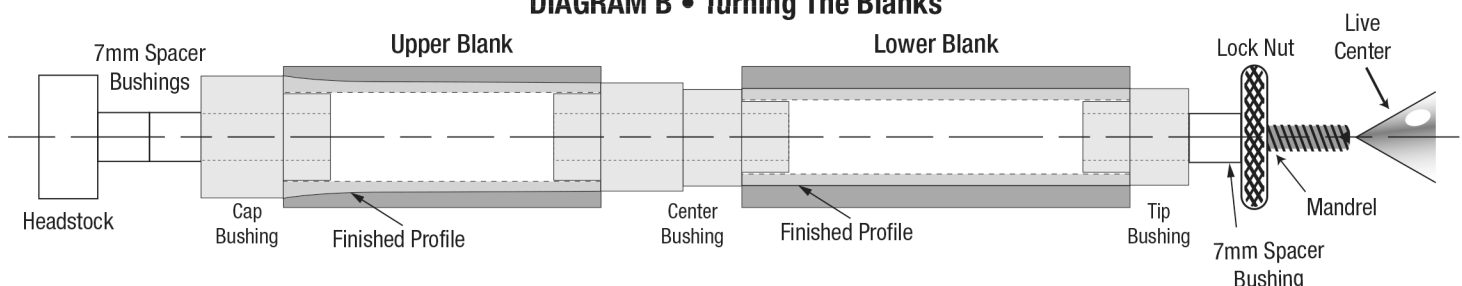 DIAGRAM B • Turning The Blanks
7mm Spacer
Bushings
Upper Blank
Lower Blank
Lock Nut
Live
Center
Headstock
Cap
Bushing
Finished Profile
Center
Bushing
Finished Profile
Tip
Bushing
Mandrel
7mm Spacer
Bushing